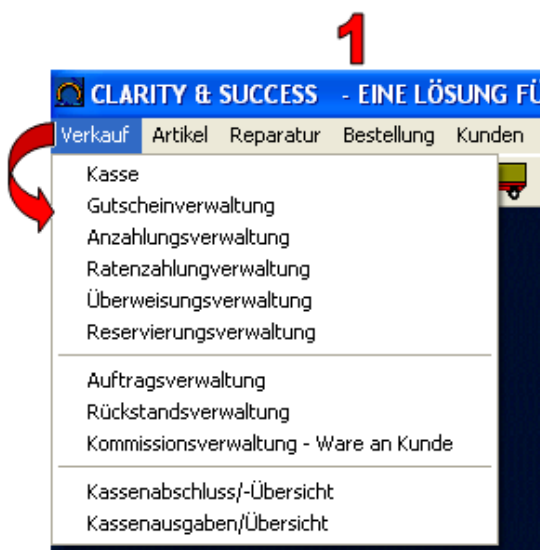 1
CLARITY & SUCCESS - EINE LÖSUNG FÜ
Verkauf Artikel Reparatur Bestellung Kunden
Kasse
Gutscheinverwaltung
Anzahlungsverwaltung
Ratenzahlungverwaltung
Überweisungsverwaltung
Reservierungsverwaltung
Auftragsverwaltung
Rückstandsverwaltung
Kommissionsverwaltung - Ware an Kunde
Kassenabschluss/-Übersicht
Kassenausgaben/Übersicht